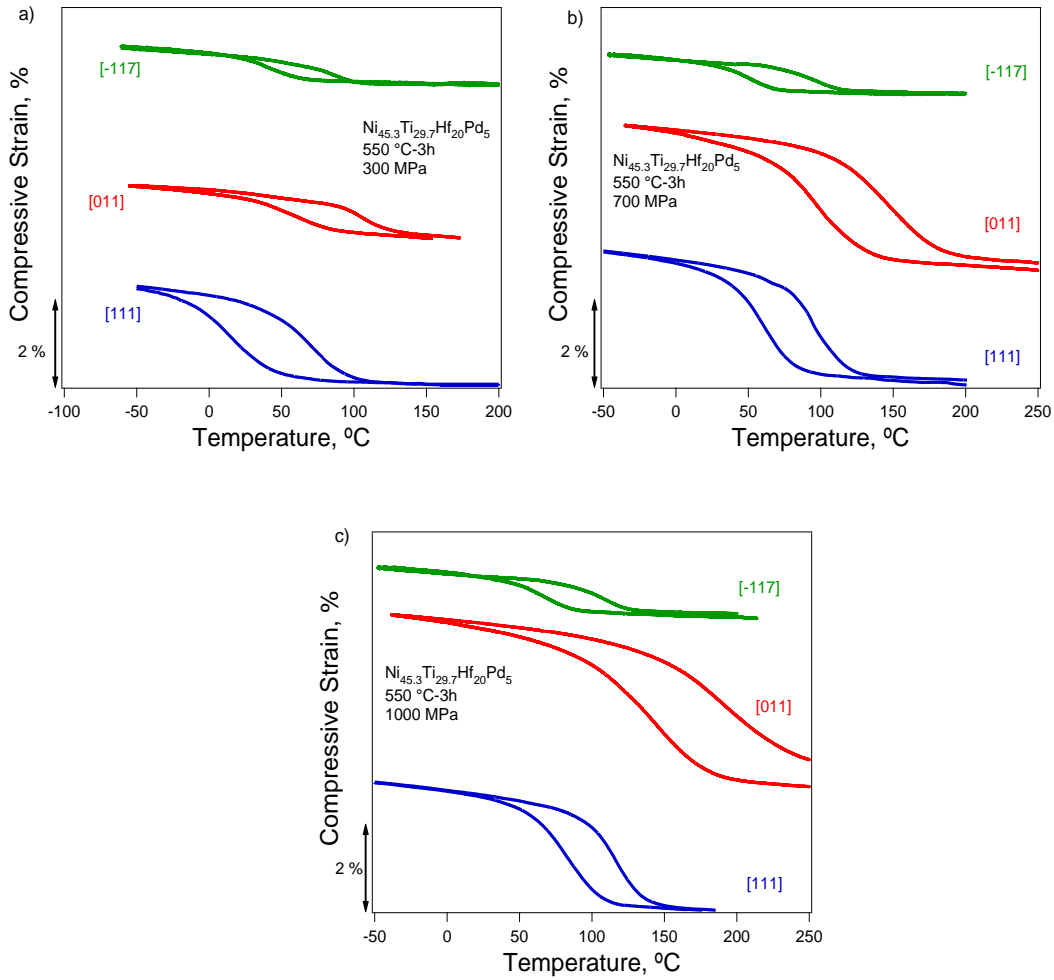 a)
[-117]
Ni45.3Ti29.7Hf20Pd5
550 °C-3h
300 MPa
[011]
[111]
2 %
Compressive Strain, %
-100 -50 0 50 100 150 200
Temperature, ºC
b)
[-117]
Ni45.3Ti29.7Hf20Pd5
550 °C-3h
700 MPa
[011]
[111]
2 %
Compressive Strain, %
-50 0 50 100 150 200 250
Temperature, ºC
c)
[-117]
Ni45.3Ti29.7Hf20Pd5
550 °C-3h
1000 MPa
[011]
[111]
2 %
Compressive Strain, %
-50 0 50 100 150 200 250
Temperature, ºC